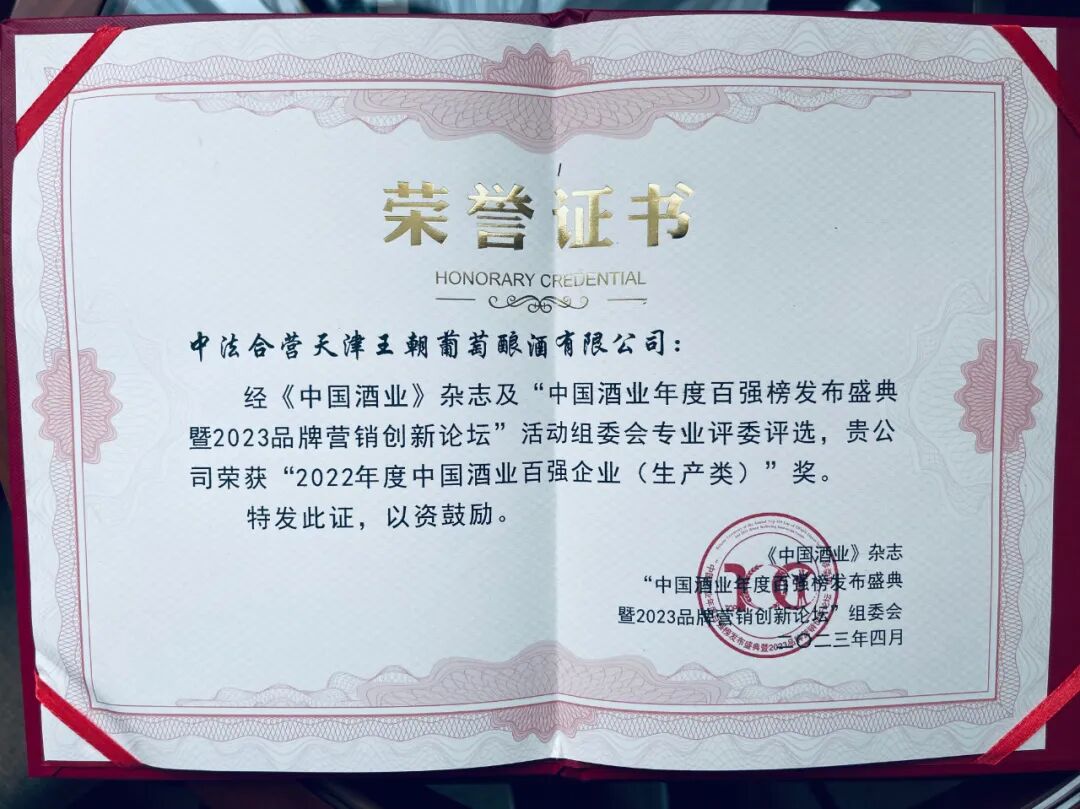 荣誉证书
HONORARY CREDENTIAL
中法合营天津王朝葡萄酿酒有限公司：
经《中国酒业》杂志及“中国酒业年度百强榜发布盛典
暨2023品牌营销创新论坛”活动组委会专业评委评选，贵公
司荣获“2022年度中国酒业百强企业（生产类）”奖。
特发此证，以资鼓励。
《中国酒业》杂志
“中国酒业年度百强榜发布盛典
暨2023品牌营销创新论坛”组委会
二〇二三年四月